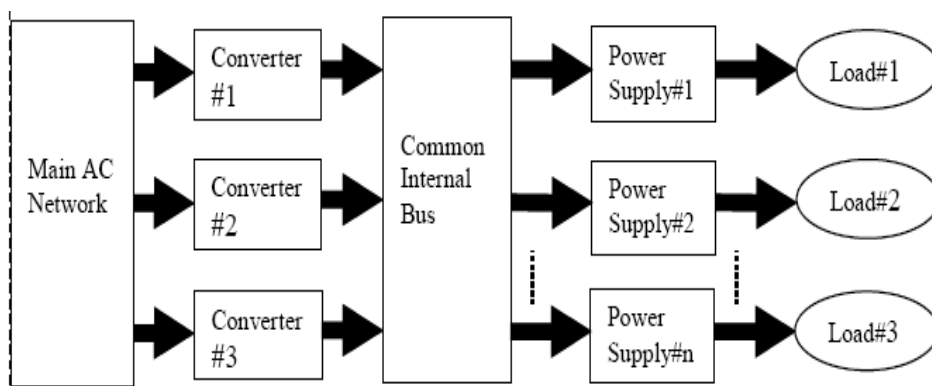 Main AC
Network
Converter
#1
Converter
#2
Converter
#3
Common
Internal
Bus
Power
Supply#1
Power
Supply#2
Power
Supply#n
Load#1
Load#2
Load#3